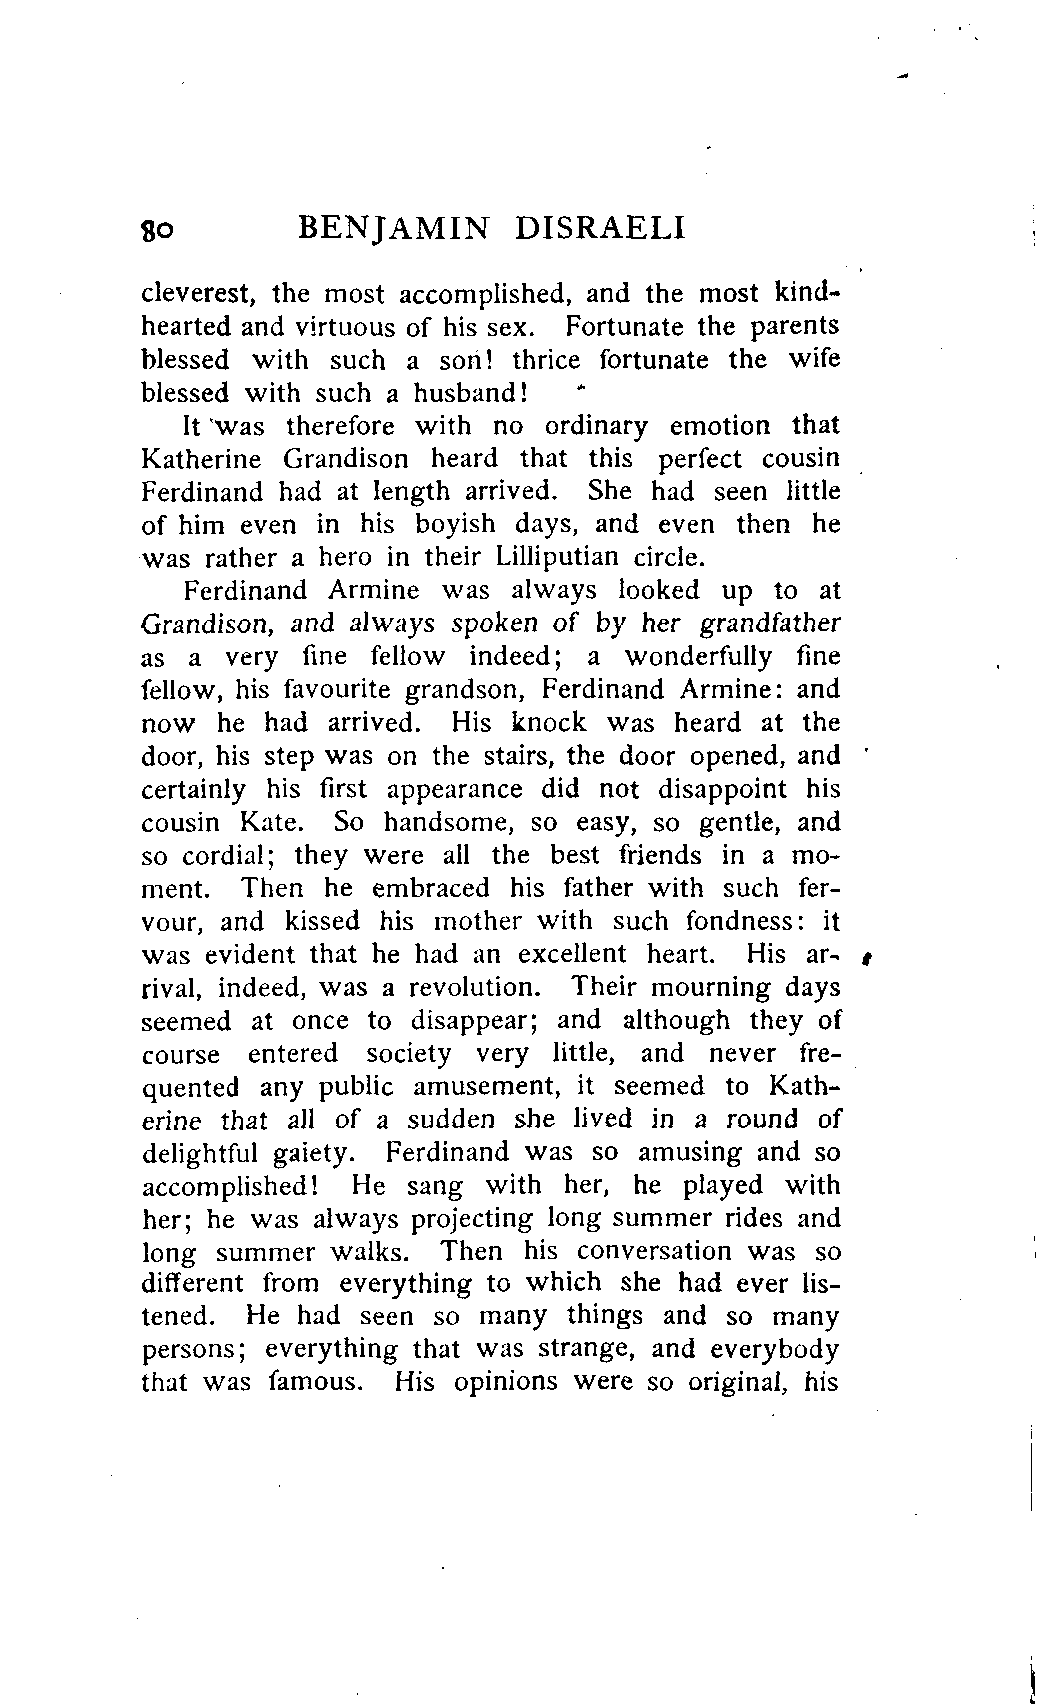 80 BENJAMIN DISRAELI
cleverest, the most accomplished, and the most kind-
hearted and virtuous of his sex. Fortunate the parents
blessed with such a son! thrice fortunate the wife
blessed with such a husband!
It was therefore with no ordinary emotion that
Katherine Grandison heard that this perfect cousin
Ferdinand had at length arrived. She had seen little
of him even in his boyish days, and even then he
was rather a hero in their Lilliputian circle.
Ferdinand Armine was always looked up to at
Grandison, and always spoken of by her grandfather
as a very fine fellow indeed; a wonderfully fine
fellow, his favourite grandson, Ferdinand Armine: and
now he had arrived. His knock was heard at the
door, his step was on the stairs, the door opened, and
certainly his first appearance did not disappoint his
cousin Kate. So handsome, so easy, so gentle, and
so cordial; they were all the best friends in a mo-
ment. Then he embraced his father with such fer-
vour, and kissed his mother with such fondness: it
was evident that he had an excellent heart. His ar-
rival, indeed, was a revolution. Their mourning days
seemed at once to disappear; and although they of
course entered society very little, and never fre-
quented any public amusement, it seemed to Kath-
erine that all of a sudden she lived in a round of
delightful gaiety. Ferdinand was so amusing and so
accomplished! He sang with her, he played with
her; he was always projecting long summer rides and
long summer walks. Then his conversation was so
different from everything to which she had ever lis-
tened. He had seen so many things and so many
persons; everything that was strange, and everybody
that was famous. His opinions were so original, his